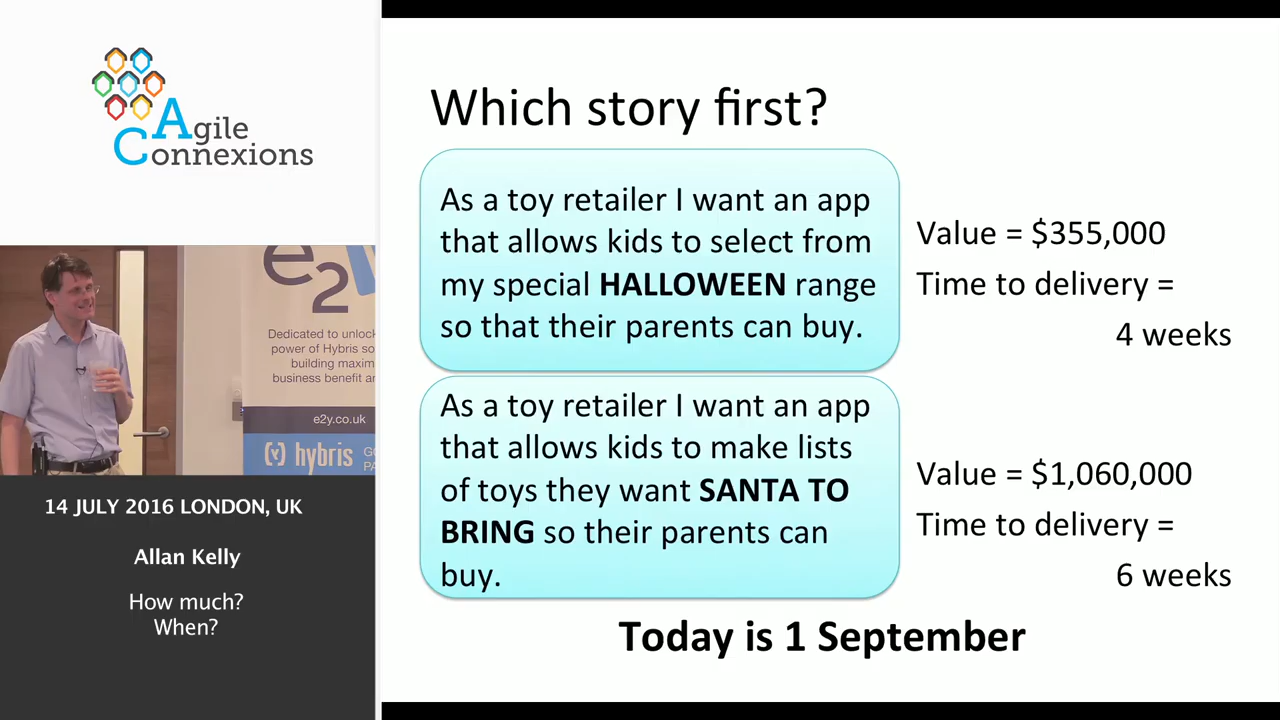 Agile
Connexions
e2y
Dedicated to unlock
power of Hybris so
building maxim
business benefit a
e2y.co.uk
hybris
GO
PA
14 JULY 2016 LONDON, UK
Allan Kelly
How much?
When?
Which story first?
As a toy retailer I want an app
that allows kids to select from
my special HALLOWEEN range
so that their parents can buy.
Value = $355,000
Time to delivery =
4 weeks
As a toy retailer I want an app
that allows kids to make lists
of toys they want SANTA TO
BRING so their parents can
buy.
Value = $1,060,000
Time to delivery =
6 weeks
Today is 1 September